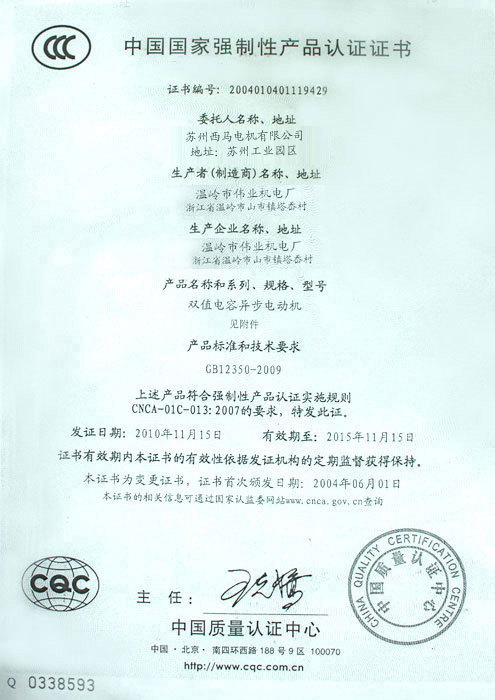 CCC
中国国家强制性产品认证证书
证书编号: 2004010401119429
委托人名称、地址
苏州西马电机有限公司
地址: 苏州工业园区
生产者(制造商)名称、地址
温岭市伟业机电厂
浙江省温岭市山市镇塔岙村
生产企业名称、地址
温岭市伟业机电厂
浙江省温岭市山市镇塔岙村
产品名称和系列、规格、型号
双值电容异步电动机
见附件
产品标准和技术要求
GB12350-2009
上述产品符合强制性产品认证实施规则
CNCA-01C-013:2007的要求，特发此证。
发证日期: 2010年11月15日 有效期至: 2015年11月15日
证书有效期内本证书的有效性依据发证机构的定期监督获得保持。
本证书为变更证书，证书首次颁发日期: 2004年06月01日
本证书的相关信息可通过国家认监委网站www.cnca.gov.cn查询
CQC
主 任:
CHINA QUALITY CERTIFICATION CENTRE
中国质量认证中心
中国质量认证中心
中国·北京·南四环西路188号9区 100070
http://www.cqc.com.cn
Q 0338593